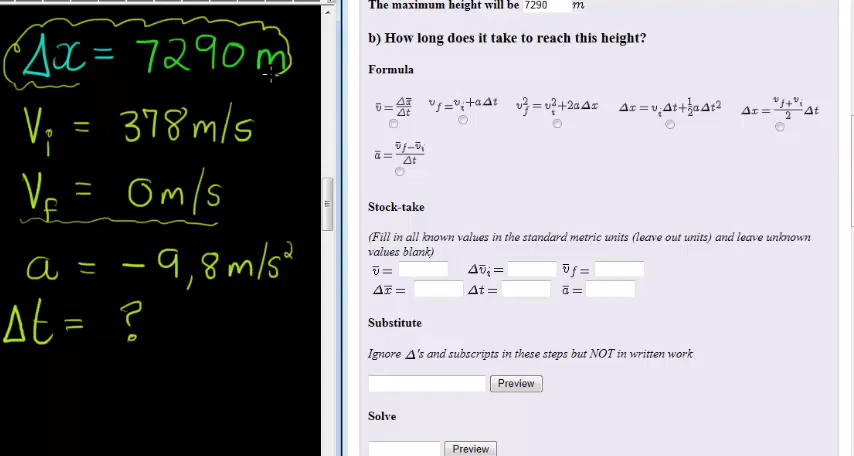 Δx = 7290 m
Vi = 378 m/s
VF = 0 m/s
a = - 9,8 m/s²
Δt = ?
The maximum height will be 7290 m
b) How long does it take to reach this height?
Formula
v̄ = Δx̄/Δt   vf = vi + aΔt   vf² = vi² + 2aΔx   Δx = viΔt + ½aΔt²   Δx = (vf + vi)/2 Δt
ā = (v̄f − v̄i)/Δt
Stock-take
(Fill in all known values in the standard metric units (leave out units) and leave unknown
values blank)
v̄ =   Δv̄i =   v̄f =
Δx̄ =   Δt =   ā =
Substitute
Ignore Δ's and subscripts in these steps but NOT in written work
Preview
Solve
Preview